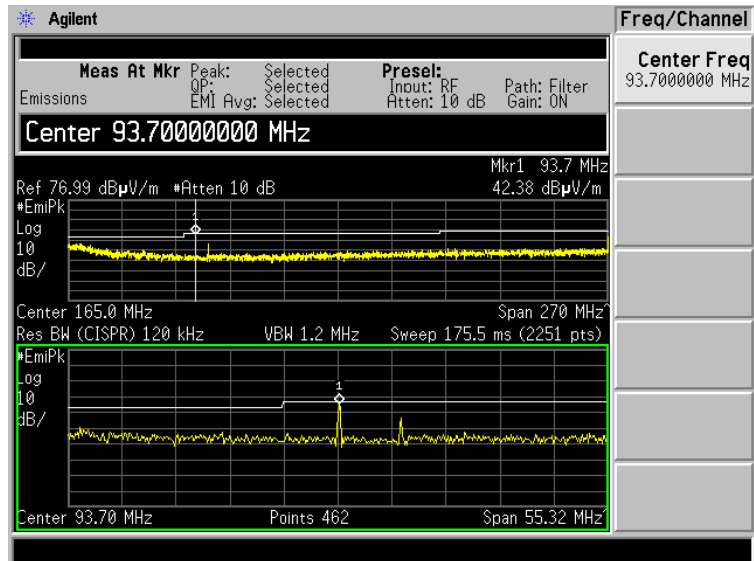 Agilent
Freq/Channel
Center Freq
93.7000000 MHz
Meas At Mkr Peak: Selected Presel:
QP: Selected Input: RF Path: Filter
Emissions EMI Avg: Selected Atten: 10 dB Gain: ON
Center 93.70000000 MHz
Mkr1 93.7 MHz
Ref 76.99 dBµV/m #Atten 10 dB 42.38 dBµV/m
#EmiPk
Log
10
dB/
1
Center 165.0 MHz Span 270 MHz^
Res BW (CISPR) 120 kHz VBW 1.2 MHz Sweep 175.5 ms (2251 pts)
#EmiPk
Log
10
dB/
1
Center 93.70 MHz Points 462 Span 55.32 MHz^